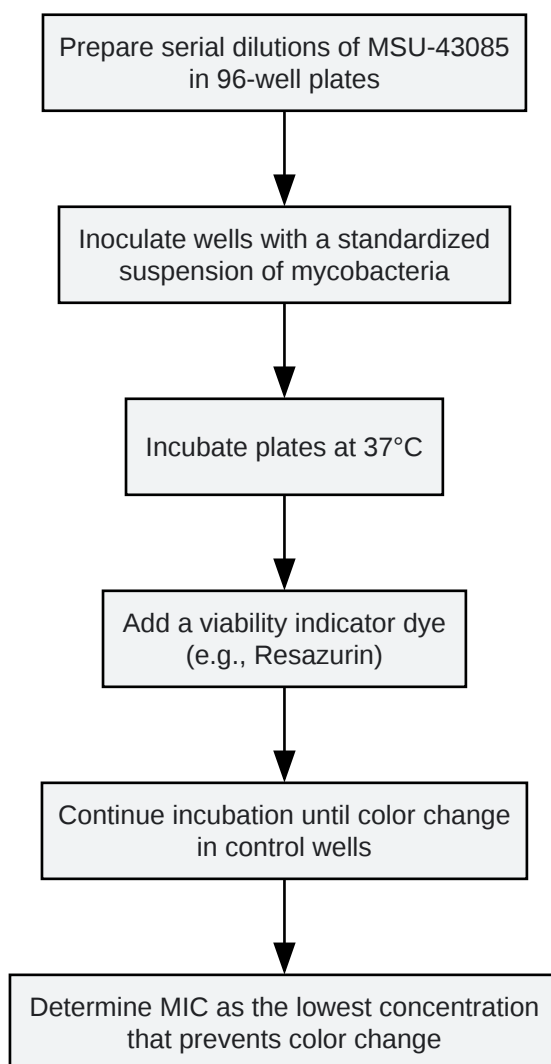 Prepare serial dilutions of MSU-43085
in 96-well plates
Inoculate wells with a standardized
suspension of mycobacteria
Incubate plates at 37°C
Add a viability indicator dye
(e.g., Resazurin)
Continue incubation until color change
in control wells
Determine MIC as the lowest concentration
that prevents color change